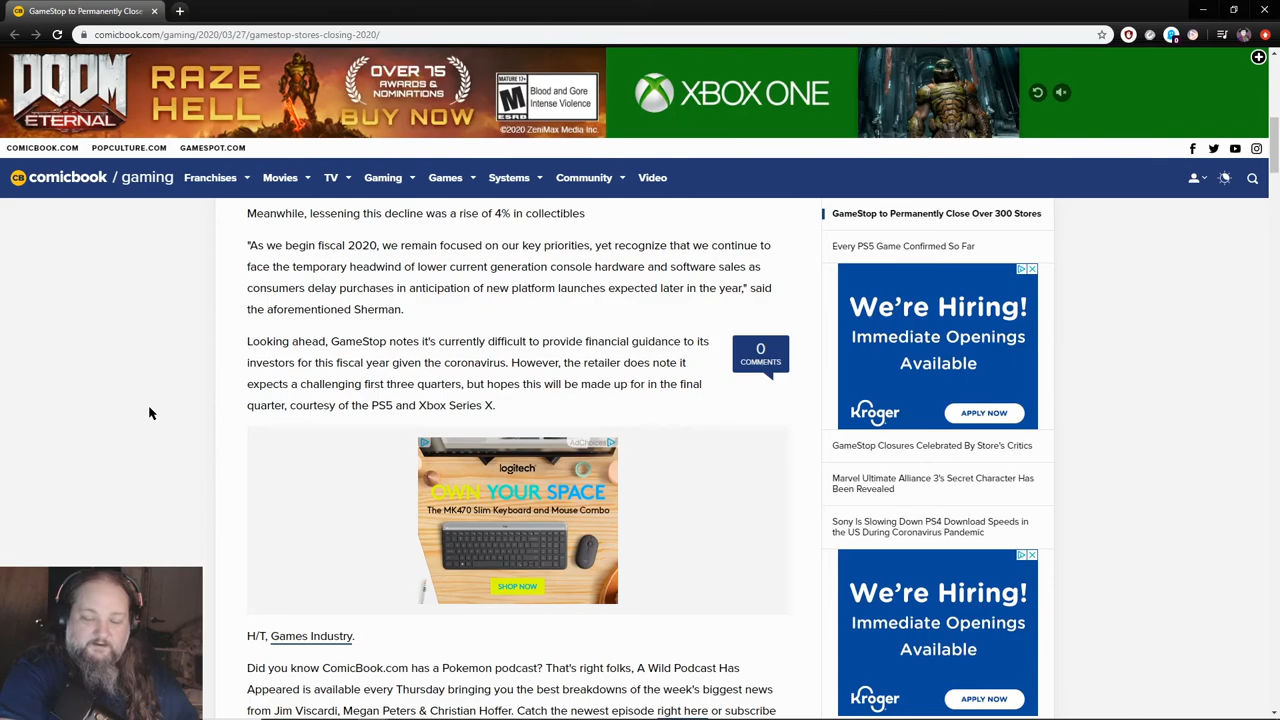 GameStop to Permanently Close
comicbook.com/gaming/2020/03/27/gamestop-stores-closing-2020/
DOOM
ETERNAL
RAZE
HELL
OVER 75
AWARDS &
NOMINATIONS
BUY NOW
MATURE 17+
M
ESRB
Blood and Gore
Intense Violence
©2020 ZeniMax Media Inc.
XBOX ONE
COMICBOOK.COM POPCULTURE.COM GAMESPOT.COM
CB comicbook / gaming Franchises Movies TV Gaming Games Systems Community Video
Meanwhile, lessening this decline was a rise of 4% in collectibles
"As we begin fiscal 2020, we remain focused on our key priorities, yet recognize that we continue to
face the temporary headwind of lower current generation console hardware and software sales as
consumers delay purchases in anticipation of new platform launches expected later in the year," said
the aforementioned Sherman.
Looking ahead, GameStop notes it's currently difficult to provide financial guidance to its
investors for this fiscal year given the coronavirus. However, the retailer does note it
expects a challenging first three quarters, but hopes this will be made up for in the final
quarter, courtesy of the PS5 and Xbox Series X.
0
COMMENTS
AdChoices
logitech
OWN YOUR SPACE
The MK470 Slim Keyboard and Mouse Combo
SHOP NOW
H/T, Games Industry.
Did you know ComicBook.com has a Pokemon podcast? That's right folks, A Wild Podcast Has
Appeared is available every Thursday bringing you the best breakdowns of the week's biggest news
from Jim Viscardi, Megan Peters & Christian Hoffer. Catch the newest episode right here or subscribe
GameStop to Permanently Close Over 300 Stores
Every PS5 Game Confirmed So Far
We're Hiring!
Immediate Openings
Available
Kroger
APPLY NOW
GameStop Closures Celebrated By Store's Critics
Marvel Ultimate Alliance 3's Secret Character Has
Been Revealed
Sony Is Slowing Down PS4 Download Speeds in
the US During Coronavirus Pandemic
We're Hiring!
Immediate Openings
Available
Kroger
APPLY NOW